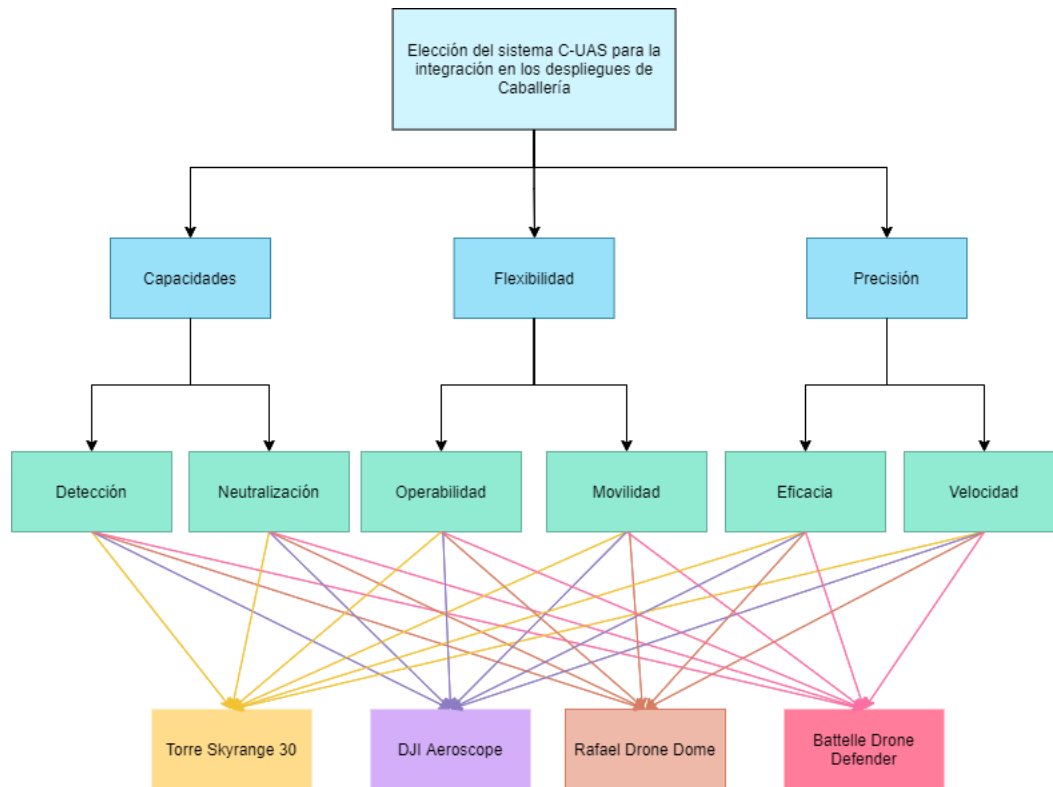 Elección del sistema C-UAS para la
integración en los despliegues de
Caballería
Capacidades
Flexibilidad
Precisión
Detección
Neutralización
Operabilidad
Movilidad
Eficacia
Velocidad
Torre Skyrange 30
DJI Aeroscope
Rafael Drone Dome
Battelle Drone
Defender